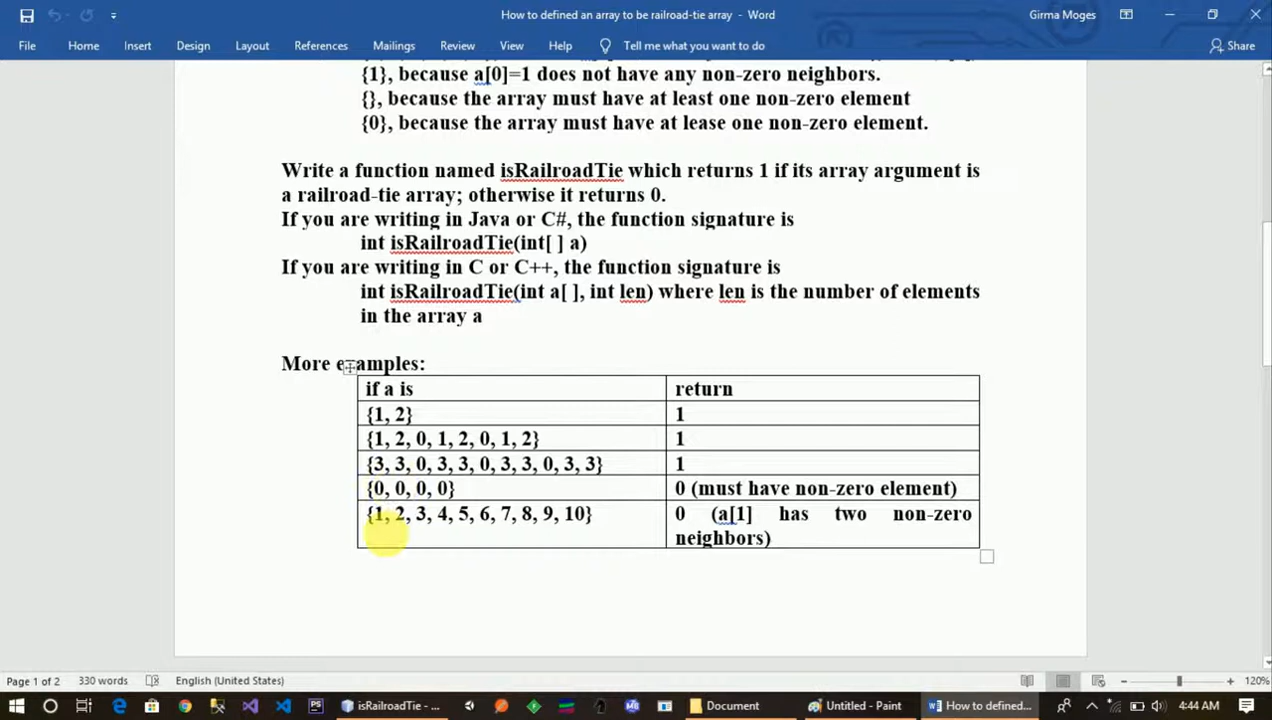 How to defined an array to be railroad-tie array - Word
Girma Moges
File Home Insert Design Layout References Mailings Review View Help Tell me what you want to do Share
{1}, because a[0]=1 does not have any non-zero neighbors.
{}, because the array must have at least one non-zero element
{0}, because the array must have at lease one non-zero element.
Write a function named isRailroadTie which returns 1 if its array argument is
a railroad-tie array; otherwise it returns 0.
If you are writing in Java or C#, the function signature is
int isRailroadTie(int[ ] a)
If you are writing in C or C++, the function signature is
int isRailroadTie(int a[ ], int len) where len is the number of elements
in the array a
More examples:
if a is return
{1, 2} 1
{1, 2, 0, 1, 2, 0, 1, 2} 1
{3, 3, 0, 3, 3, 0, 3, 3, 0, 3, 3} 1
{0, 0, 0, 0} 0 (must have non-zero element)
{1, 2, 3, 4, 5, 6, 7, 8, 9, 10} 0 (a[1] has two non-zero
neighbors)
Page 1 of 2 330 words English (United States) 120%
isRailroadTie - ... Document Untitled - Paint How to defined... 4:44 AM